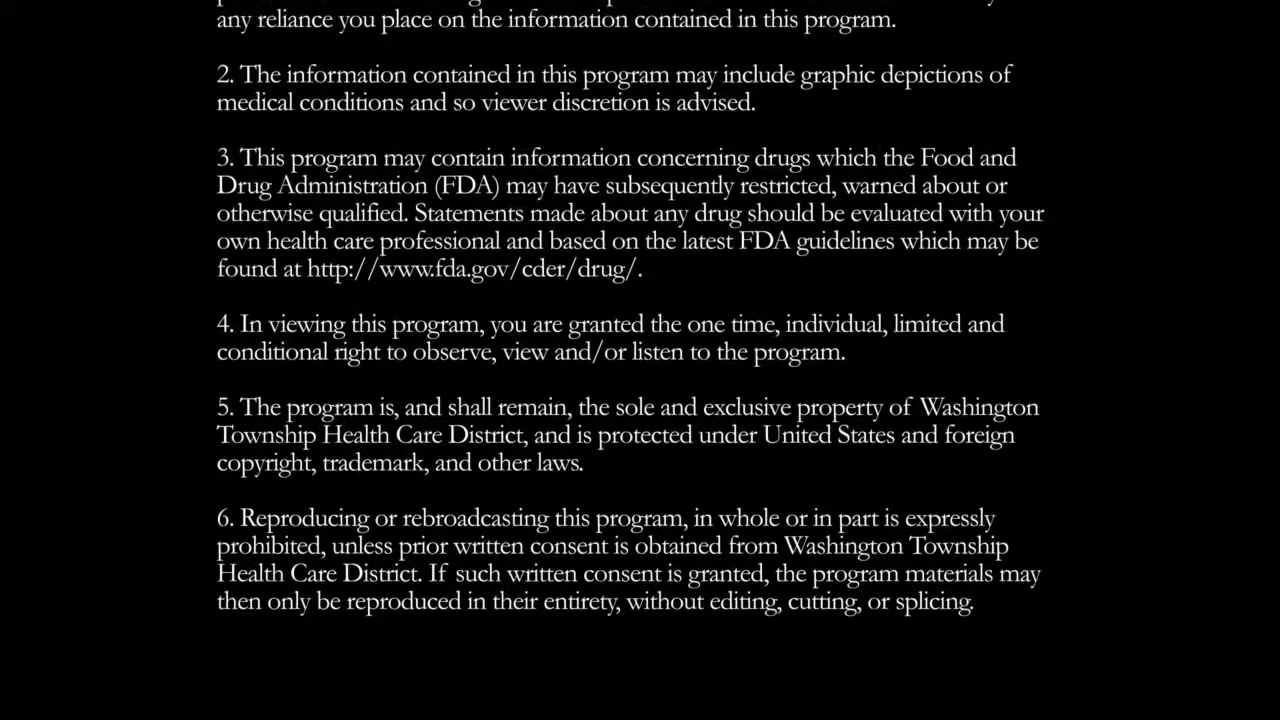 any reliance you place on the information contained in this program.
2. The information contained in this program may include graphic depictions of
medical conditions and so viewer discretion is advised.
3. This program may contain information concerning drugs which the Food and
Drug Administration (FDA) may have subsequently restricted, warned about or
otherwise qualified. Statements made about any drug should be evaluated with your
own health care professional and based on the latest FDA guidelines which may be
found at http://www.fda.gov/cder/drug/.
4. In viewing this program, you are granted the one time, individual, limited and
conditional right to observe, view and/or listen to the program.
5. The program is, and shall remain, the sole and exclusive property of Washington
Township Health Care District, and is protected under United States and foreign
copyright, trademark, and other laws.
6. Reproducing or rebroadcasting this program, in whole or in part is expressly
prohibited, unless prior written consent is obtained from Washington Township
Health Care District. If such written consent is granted, the program materials may
then only be reproduced in their entirety, without editing, cutting, or splicing.